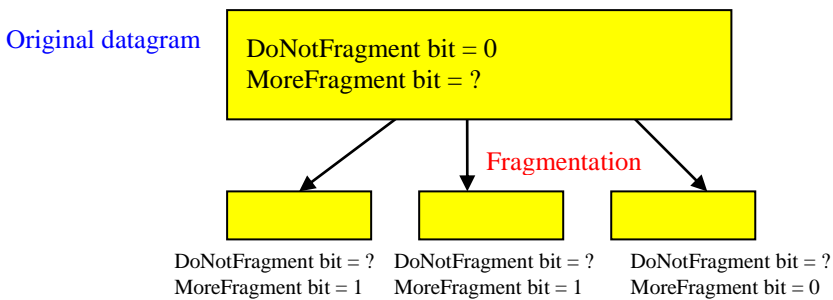 Original datagram
DoNotFragment bit = 0
MoreFragment bit = ?
Fragmentation
DoNotFragment bit = ?
MoreFragment bit = 1
DoNotFragment bit = ?
MoreFragment bit = 1
DoNotFragment bit = ?
MoreFragment bit = 0